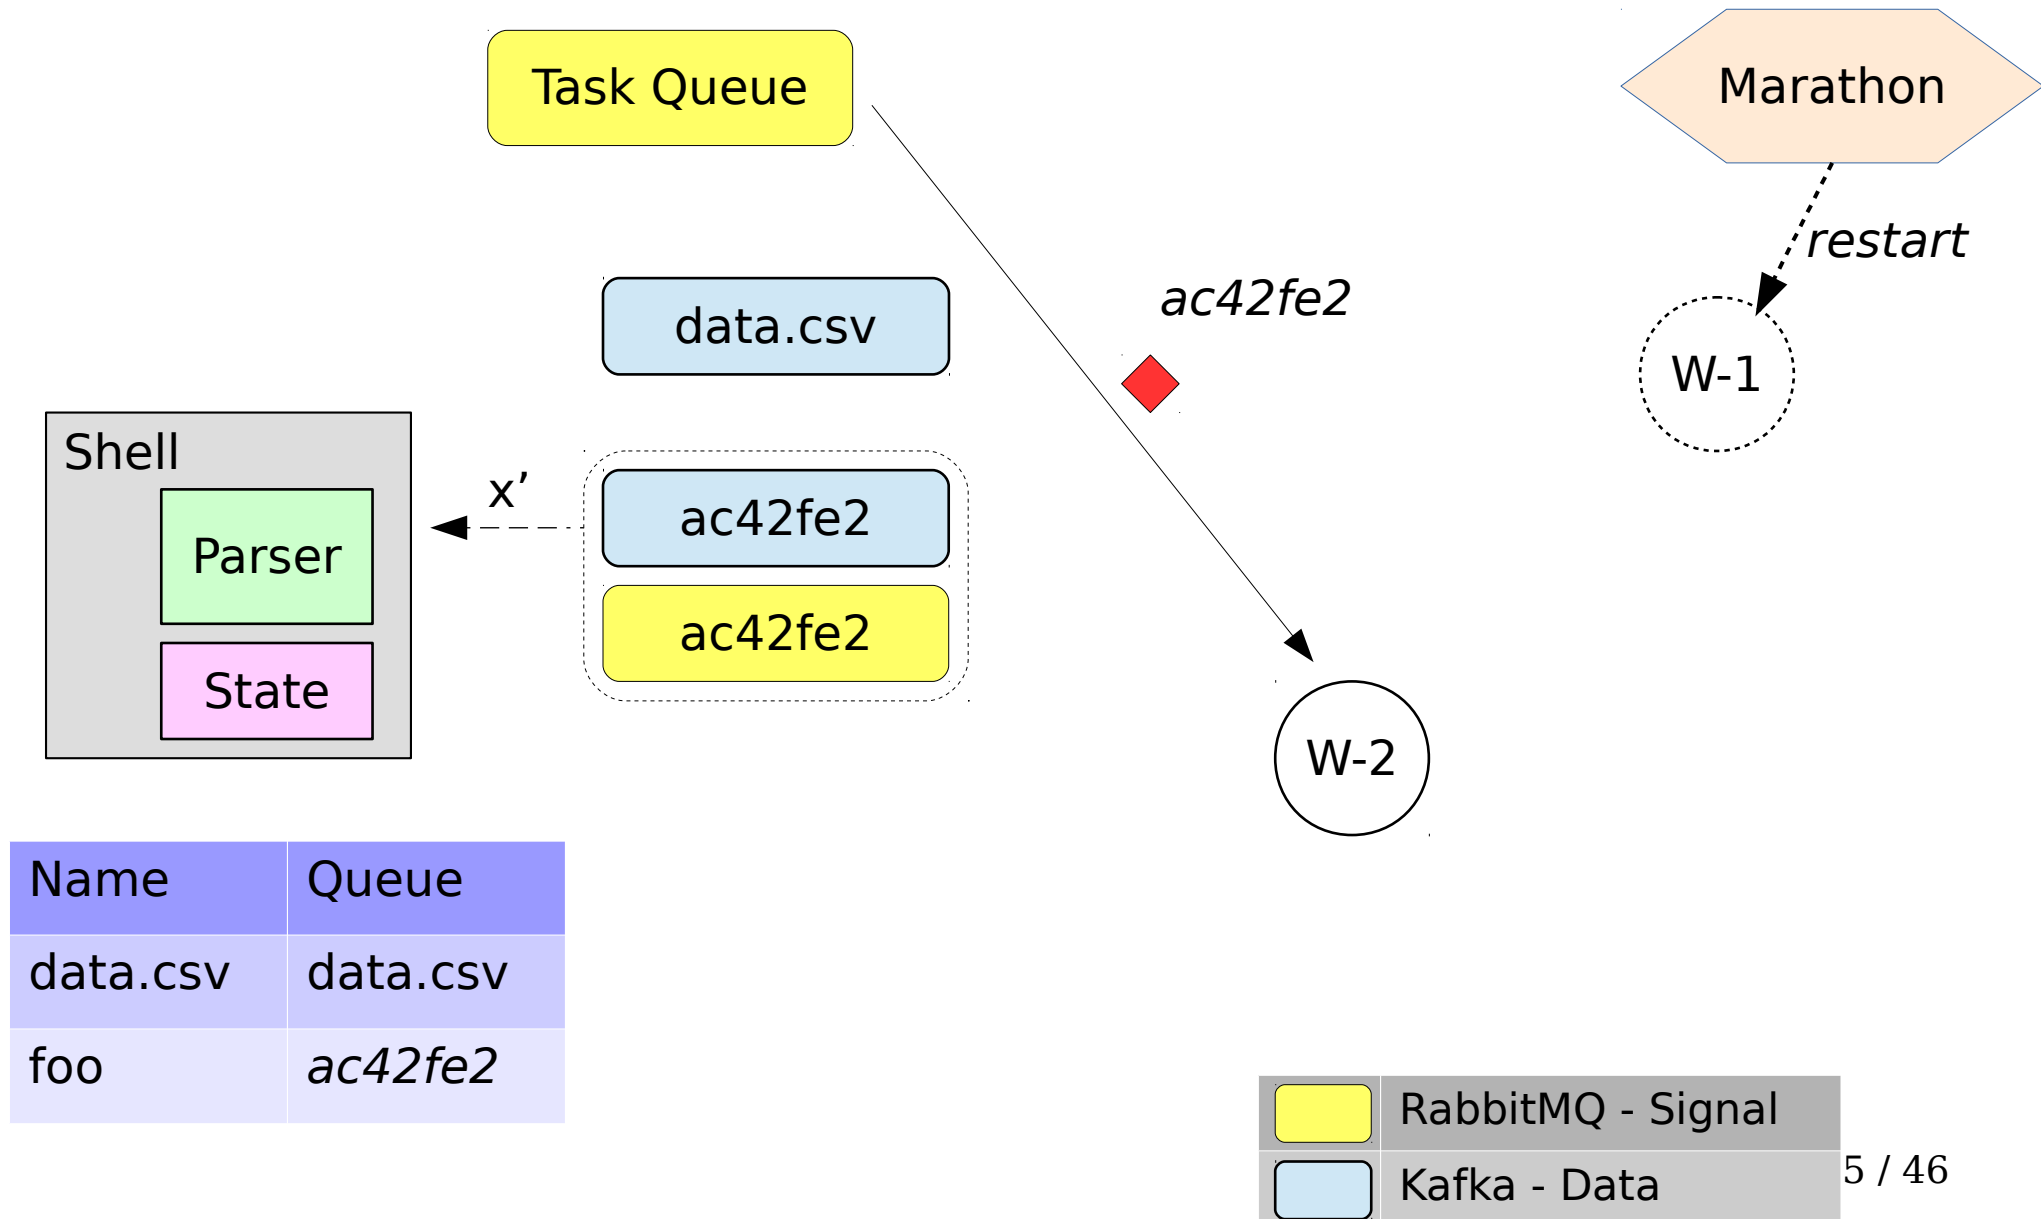 Task Queue
Marathon
restart
ac42fe2
data.csv
W-1
Shell
x’
ac42fe2
Parser
ac42fe2
State
W-2
Name Queue
data.csv data.csv
foo ac42fe2
RabbitMQ - Signal
Kafka - Data
5 / 46